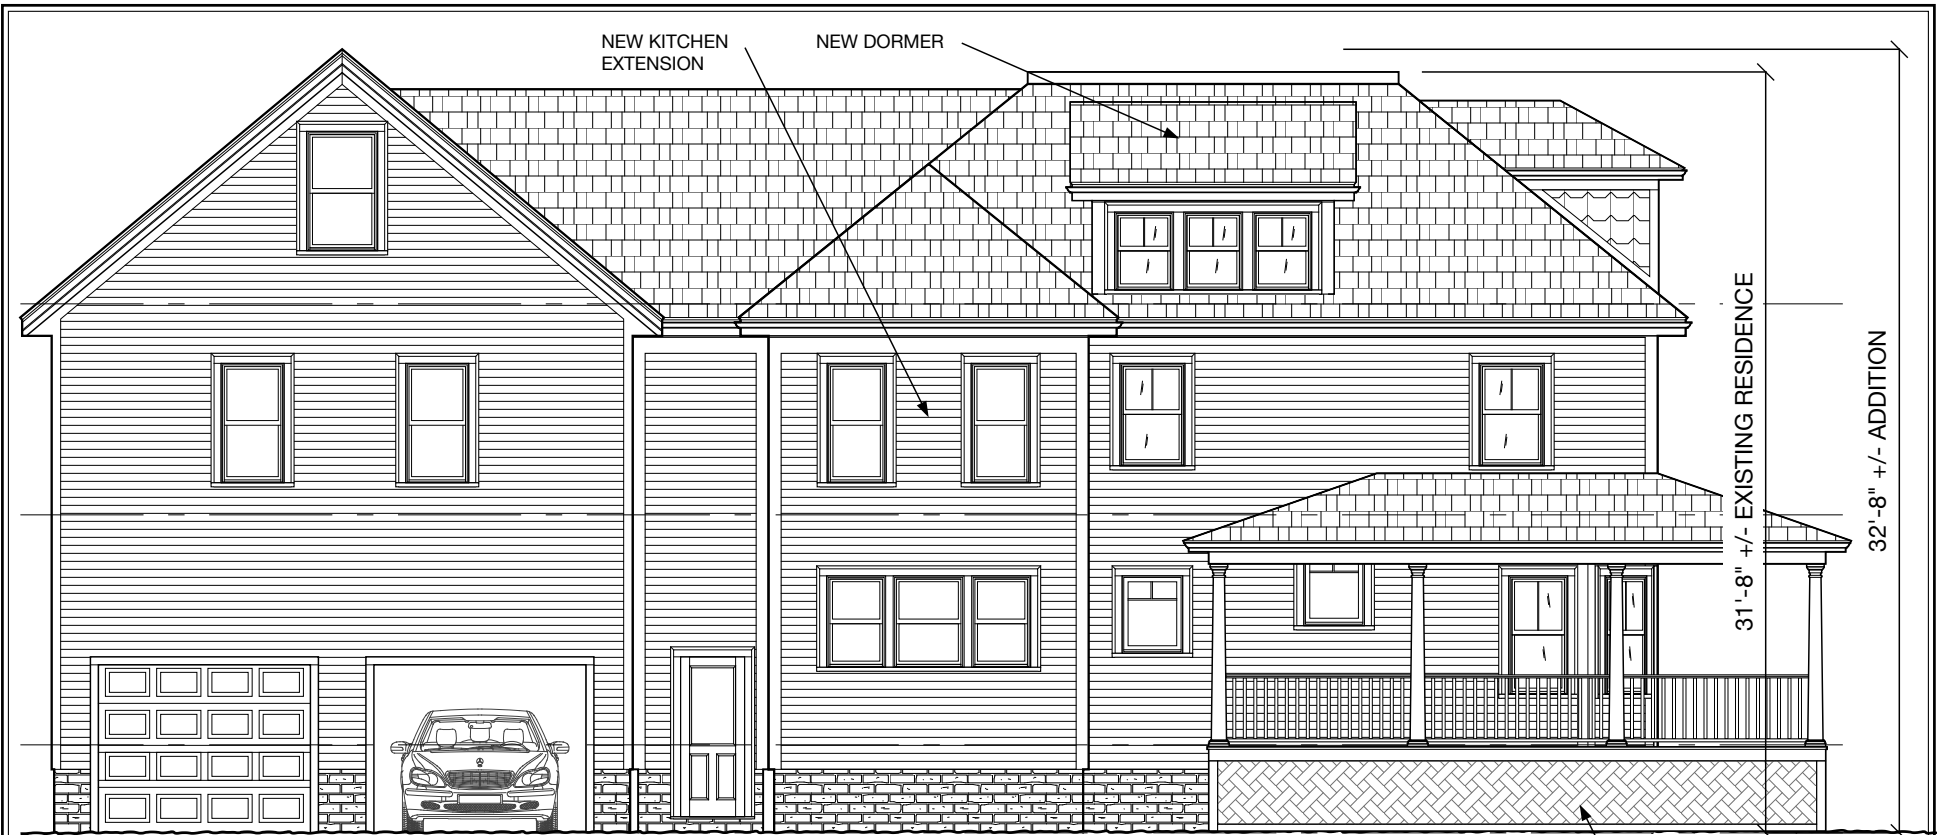 NEW KITCHEN
EXTENSION
NEW DORMER
31'-8" +/- EXISTING RESIDENCE
32'-8" +/- ADDITION